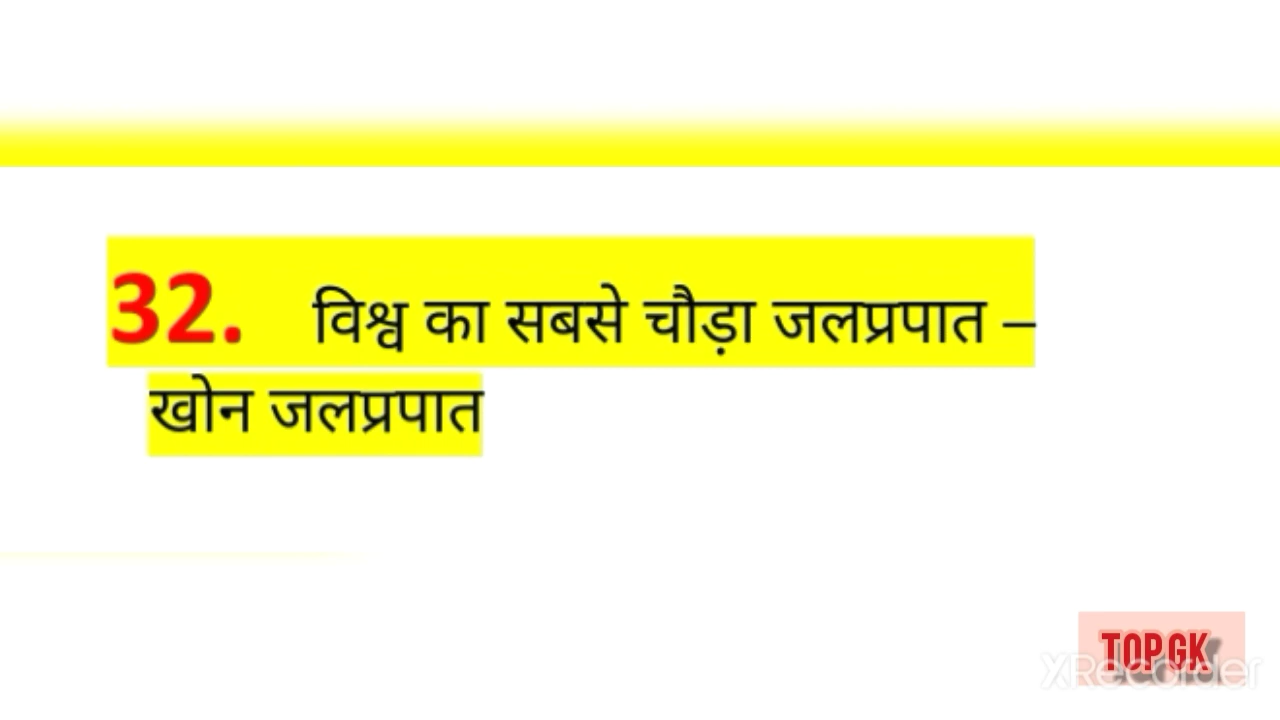 32. विश्व का सबसे चौड़ा जलप्रपात –
खोन जलप्रपात
TOP GK
XRecorder